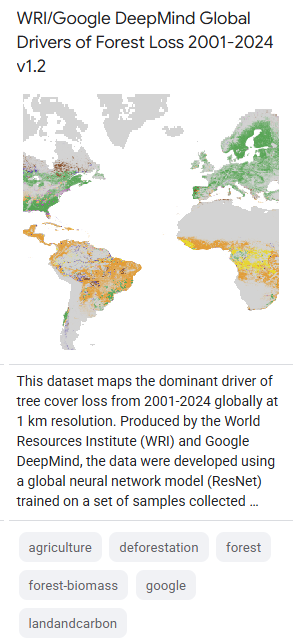 WRI/Google DeepMind Global
Drivers of Forest Loss 2001-2024
v1.2
This dataset maps the dominant driver of
tree cover loss from 2001-2024 globally at
1 km resolution. Produced by the World
Resources Institute (WRI) and Google
DeepMind, the data were developed using
a global neural network model (ResNet)
trained on a set of samples collected ...
agriculture deforestation forest
forest-biomass google
landandcarbon